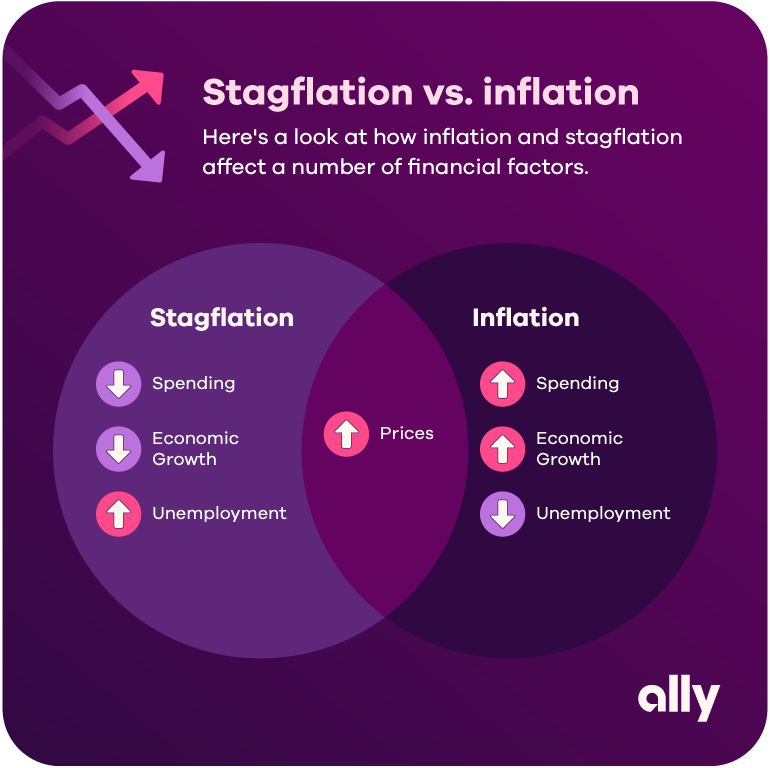 Stagflation vs. inflation
Here's a look at how inflation and stagflation
affect a number of financial factors.
Stagflation
Spending
Economic
Growth
Unemployment
Prices
Inflation
Spending
Economic
Growth
Unemployment
ally